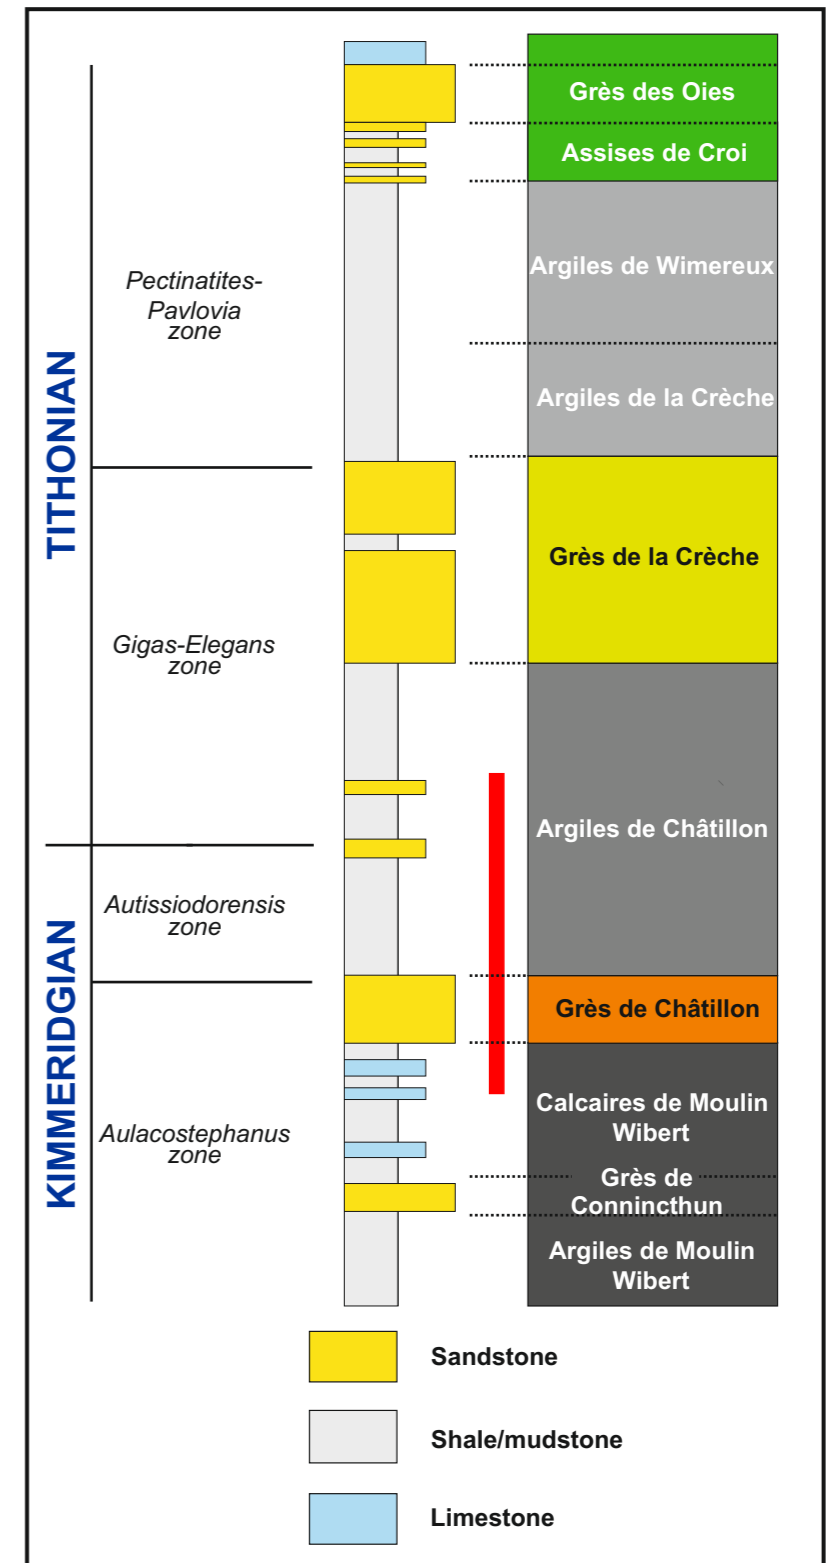 Grès des Oies
Assises de Croi
Argiles de Wimereux
Pectinatites-
Pavlovia
zone
TITHONIAN
Argiles de la Crèche
Grès de la Crèche
Gigas-Elegans
zone
Argiles de Châtillon
Autissiodorensis
zone
KIMMERIDGIAN
Grès de Châtillon
Aulacostephanus
zone
Calcaires de Moulin
Wibert
Grès de
Connincthun
Argiles de Moulin
Wibert
Sandstone
Shale/mudstone
Limestone